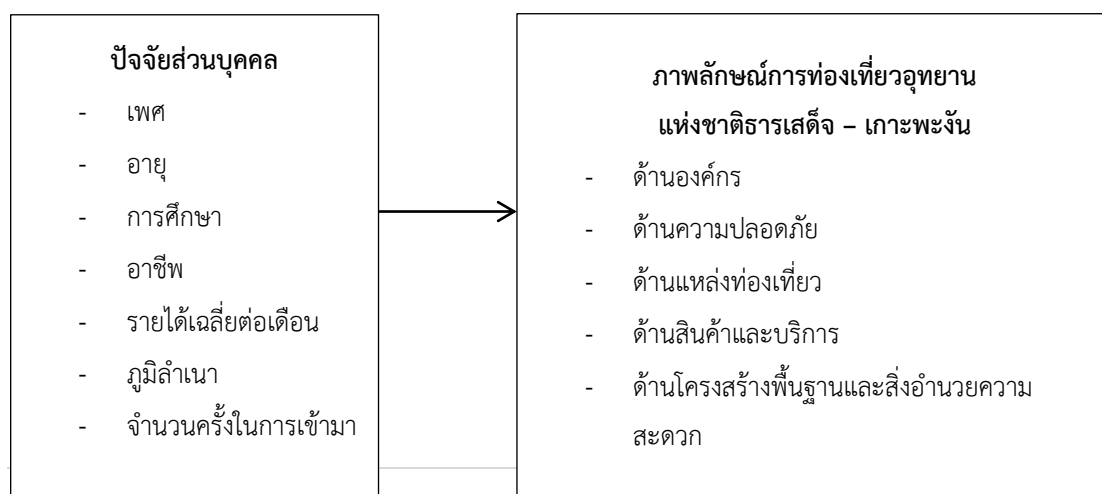 ปัจจัยส่วนบุคคล
- เพศ
- อายุ
- การศึกษา
- อาชีพ
- รายได้เฉลี่ยต่อเดือน
- ภูมิลำเนา
- จำนวนครั้งในการเข้ามา
ภาพลักษณ์การท่องเที่ยวอุทยาน
แห่งชาติธารเสด็จ – เกาะพะงัน
- ด้านองค์กร
- ด้านความปลอดภัย
- ด้านแหล่งท่องเที่ยว
- ด้านสินค้าและบริการ
- ด้านโครงสร้างพื้นฐานและสิ่งอำนวยความ
สะดวก